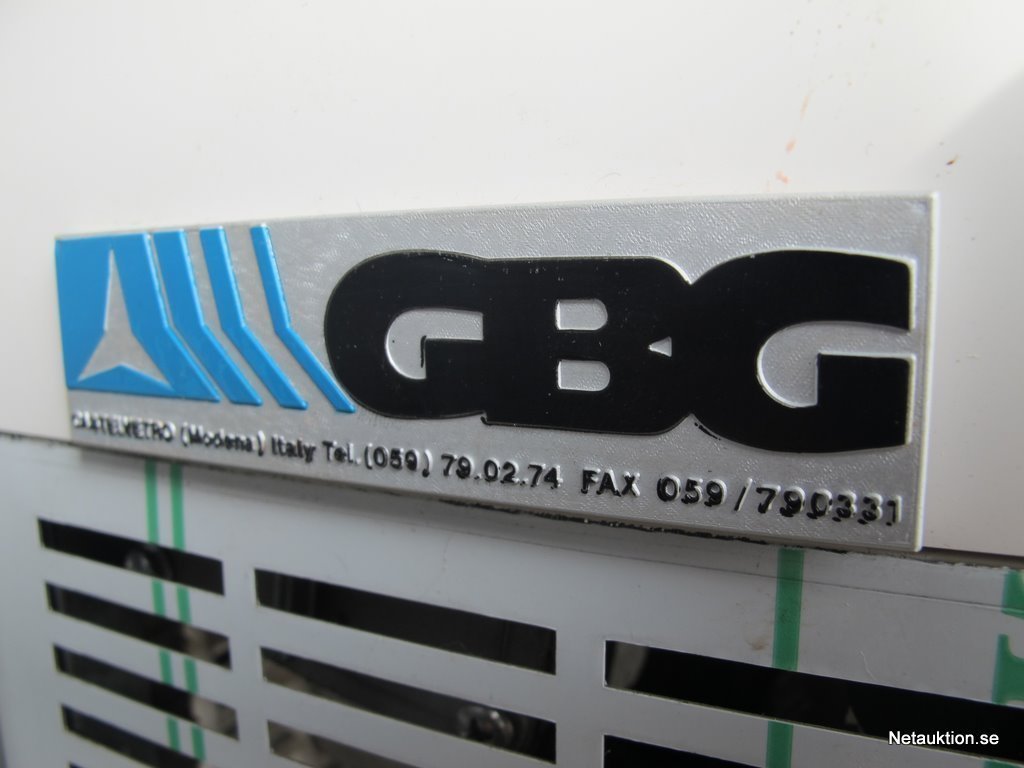 GBG
CASTELVETRO (Modena) Italy Tel. (059) 79.02.74 FAX 059/790331
Netauktion.se